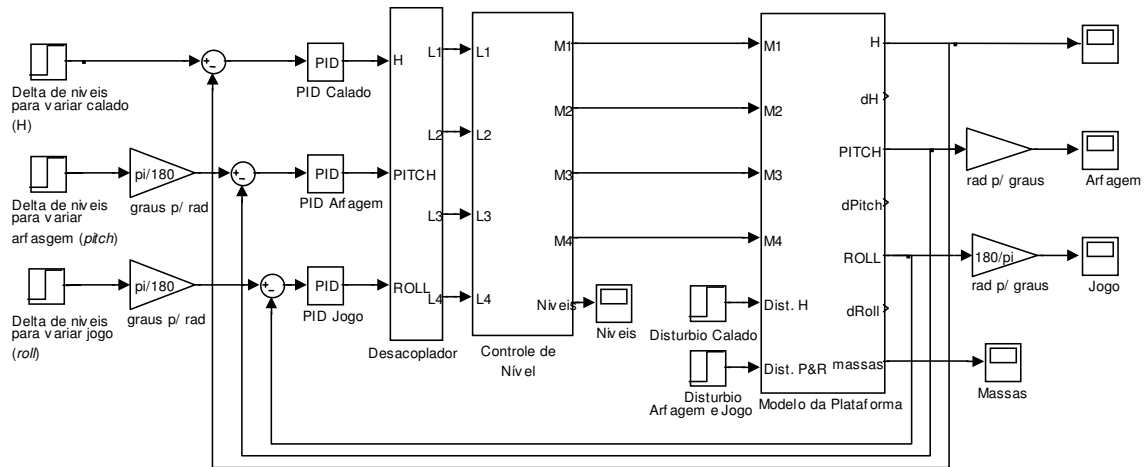 +
-
PID
PID Calado
Delta de níveis
para variar calado
(H)
pi/180
graus p/ rad
+
-
PID
PID Arfagem
Delta de níveis
para variar
arfasgem (pitch)
pi/180
graus p/ rad
+
-
PID
PID Jogo
Delta de níveis
para variar jogo
(roll)
H
PITCH
ROLL
L1
L2
L3
L4
Desacoplador
L1
L2
L3
L4
M1
M2
M3
M4
Niveis
Controle de
Nível
Níveis
Disturbio Calado
Disturbio
Arfagem e Jogo
M1
M2
M3
M4
Dist. H
Dist. P&R
H
dH
PITCH
dPitch
ROLL
dRoll
massas
Modelo da Plataforma
rad p/ graus
Arfagem
180/pi
rad p/ graus
Jogo
Massas